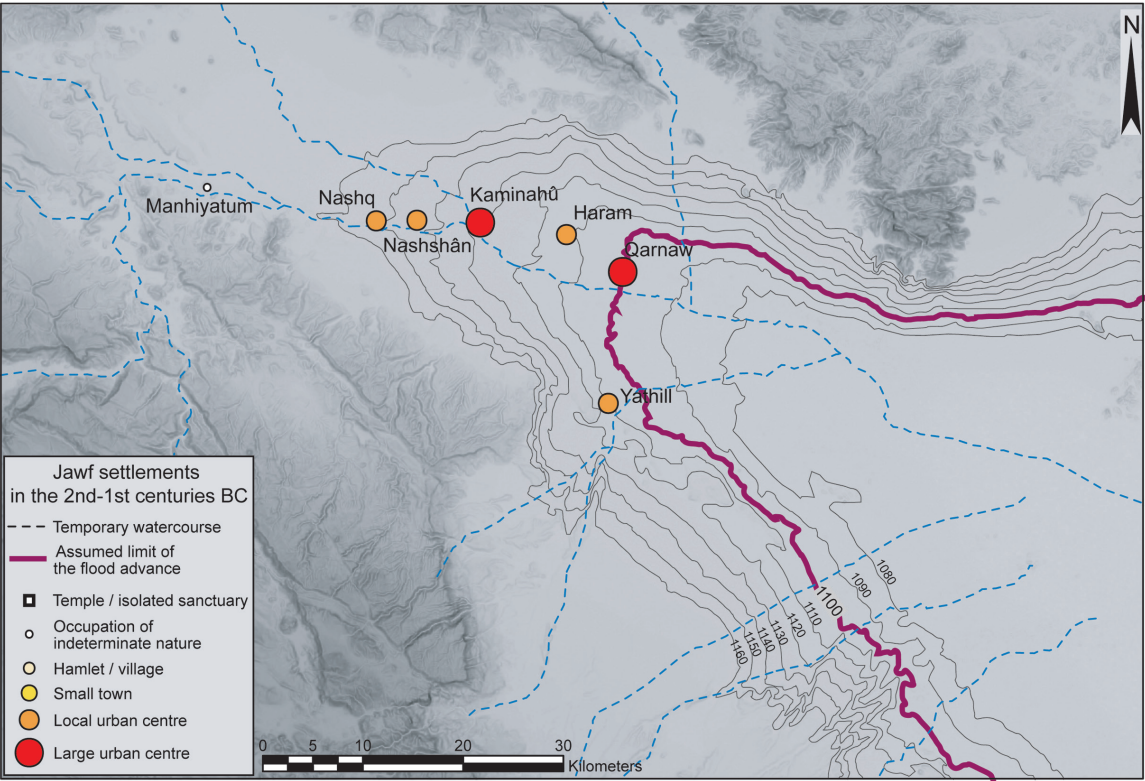 N
Manhiyatum
Nashq
Nashshân
Kaminahû
Haram
Qarnaw
Yathill
1080
1090
1100
1110
1120
1130
1140
1150
1160
Jawf settlements
in the 2nd-1st centuries BC
Temporary watercourse
Assumed limit of
the flood advance
Temple / isolated sanctuary
Occupation of
indeterminate nature
Hamlet / village
Small town
Local urban centre
Large urban centre
0 5 10 20 30
Kilometers